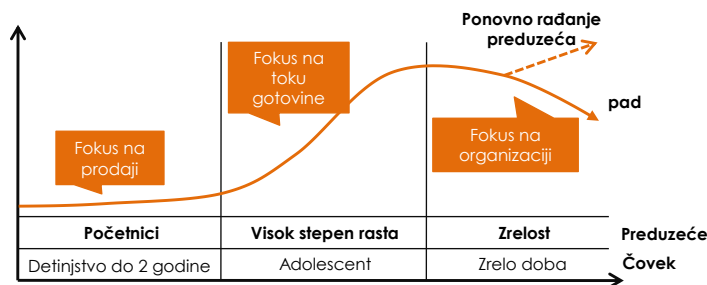 Ponovno rađanje
preduzeća
Fokus na
toku
gotovine
pad
Fokus na
prodaji
Fokus na
organizaciji
Početnici
Visok stepen rasta
Zrelost
Preduzeće
Detinjstvo do 2 godine
Adolescent
Zrelo doba
Čovek